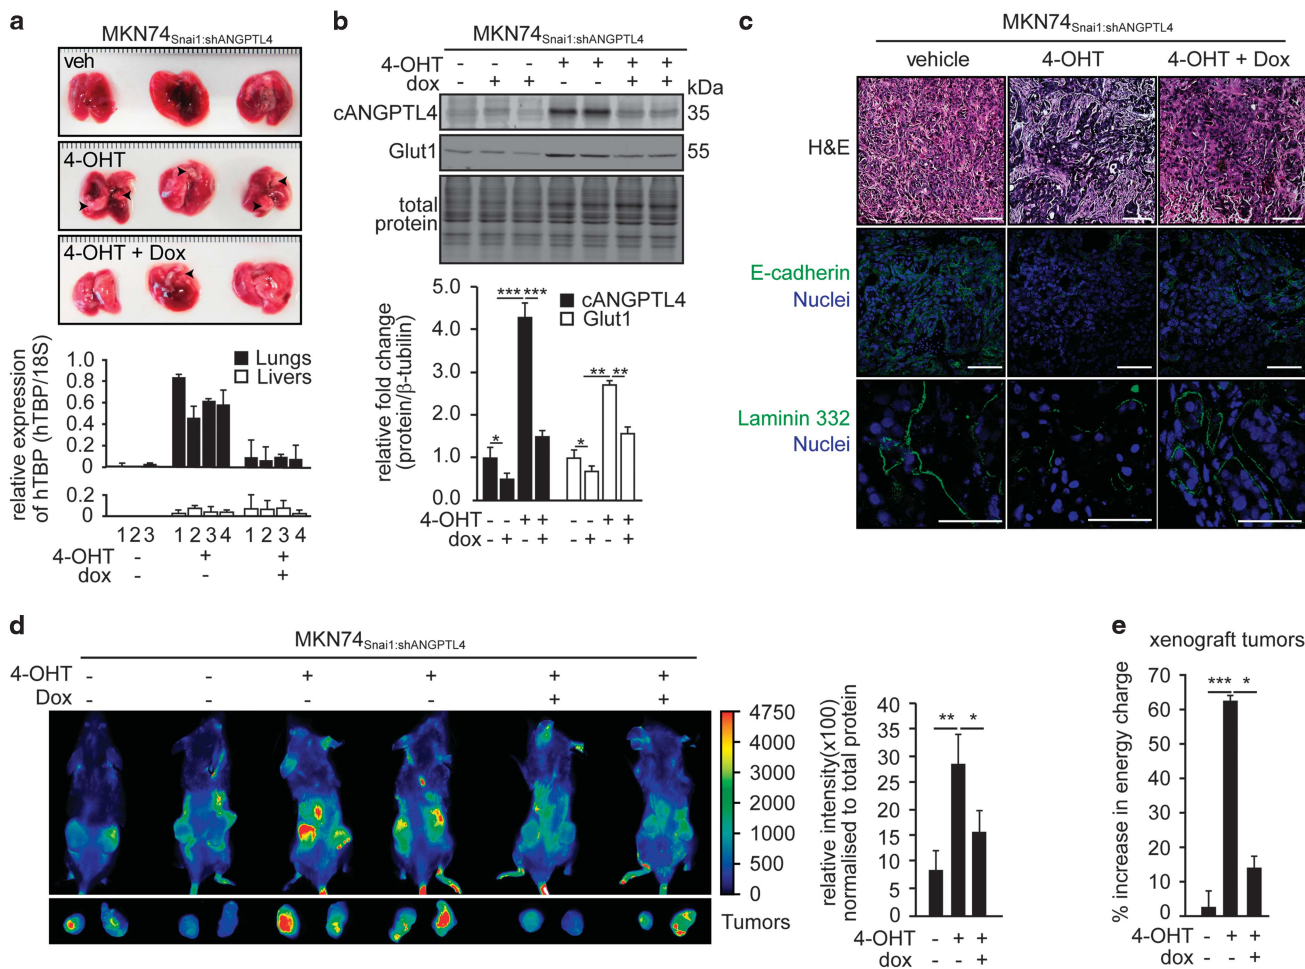 a
MKN74Snai1:shANGPTL4
veh
4-OHT
4-OHT + Dox
relative expression
of hTBP (hTBP/18S)
1.0
0.8
0.6
0.4
0.2
0
Lungs
Livers
0.2
0
1 2 3 1 2 3 4 1 2 3 4
4-OHT - + +
dox - - +
b
MKN74Snai1:shANGPTL4
4-OHT - - - + + + +
dox - + + - - + +
kDa
cANGPTL4 35
Glut1 55
total
protein
relative fold change
(protein/β-tubilin)
5.0
4.0
3.0
2.0
1.0
0.0
*** ***
cANGPTL4
Glut1
** **
* *
4-OHT - - + + - - + +
dox - + - + - + - +
c
MKN74Snai1:shANGPTL4
vehicle 4-OHT 4-OHT + Dox
H&E
E-cadherin
Nuclei
Laminin 332
Nuclei
d
MKN74Snai1:shANGPTL4
4-OHT - - + + + +
Dox - - - - + +
4750
4000
3000
2000
1000
500
0
Tumors
relative intensity(x100)
normalised to total protein
40
35
30
25
20
15
10
5
0
** *
4-OHT - + +
dox - - +
e
xenograft tumors
% increase in energy charge
70
60
50
40
30
20
10
0
*** *
4-OHT - + +
dox - - +